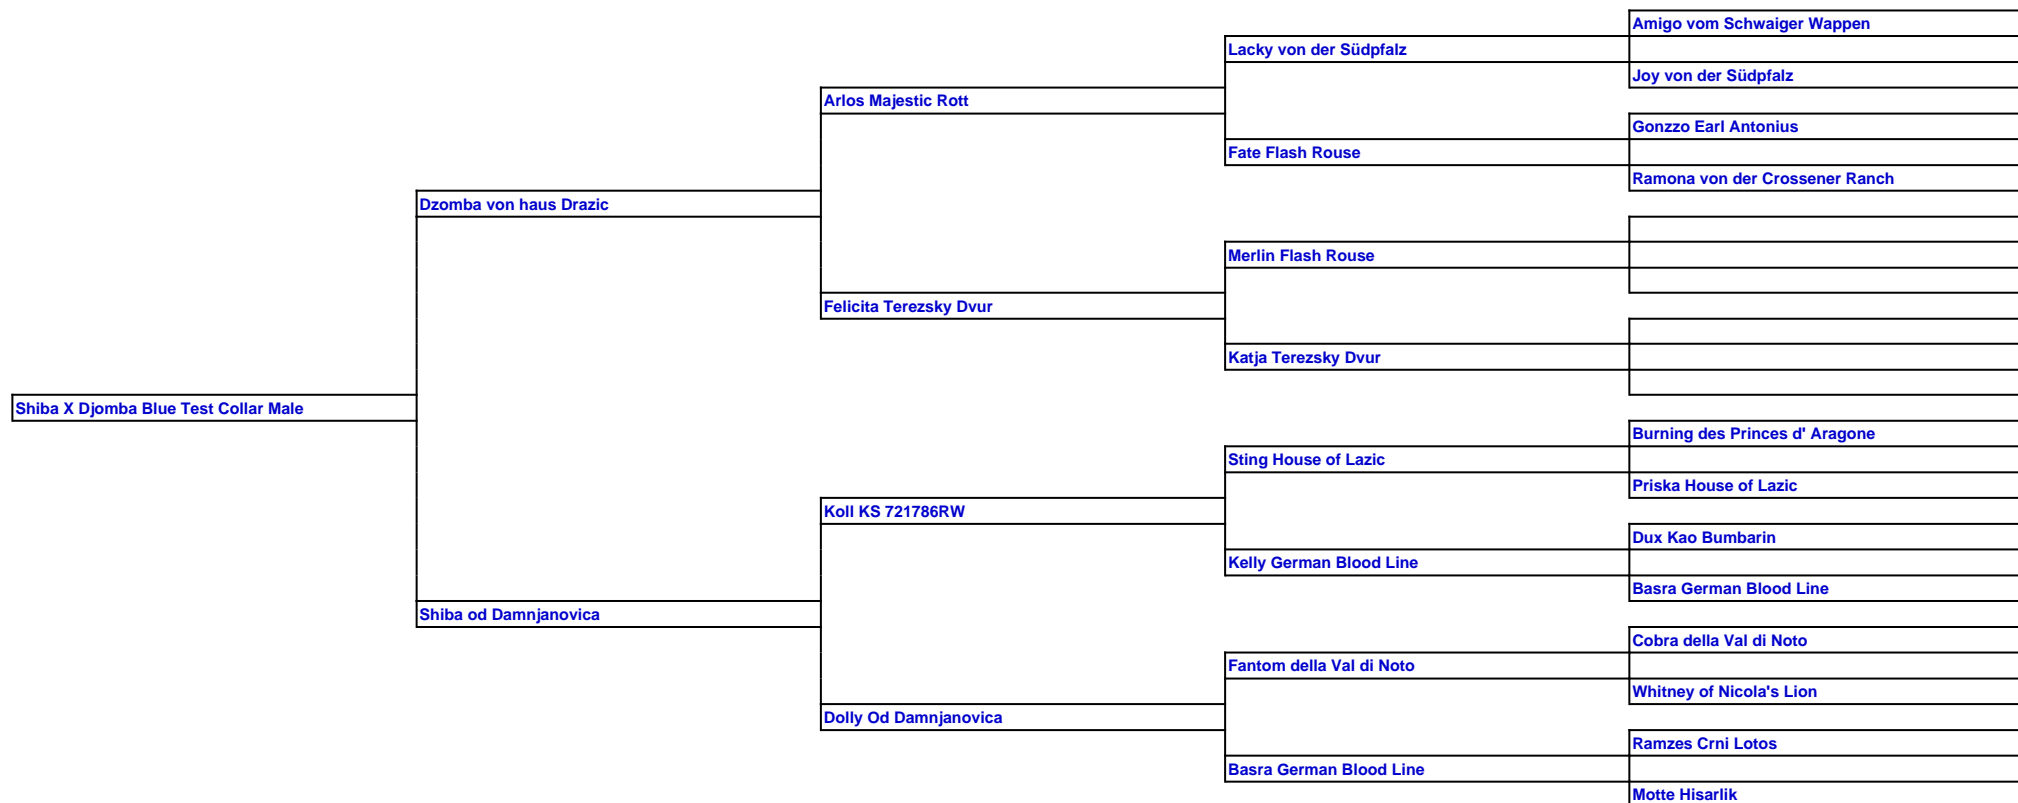 Amigo vom Schwaiger Wappen
Lacky von der Südpfalz
Joy von der Südpfalz
Arlos Majestic Rott
Gonzzo Earl Antonius
Fate Flash Rouse
Ramona von der Crossener Ranch
Dzomba von haus Drazic
Merlin Flash Rouse
Felicita Terezsky Dvur
Katja Terezsky Dvur
Shiba X Djomba Blue Test Collar Male
Burning des Princes d' Aragone
Sting House of Lazic
Priska House of Lazic
Koll KS 721786RW
Dux Kao Bumbarin
Kelly German Blood Line
Basra German Blood Line
Shiba od Damnjanovica
Cobra della Val di Noto
Fantom della Val di Noto
Whitney of Nicola's Lion
Dolly Od Damnjanovica
Ramzes Crni Lotos
Basra German Blood Line
Motte Hisarlik